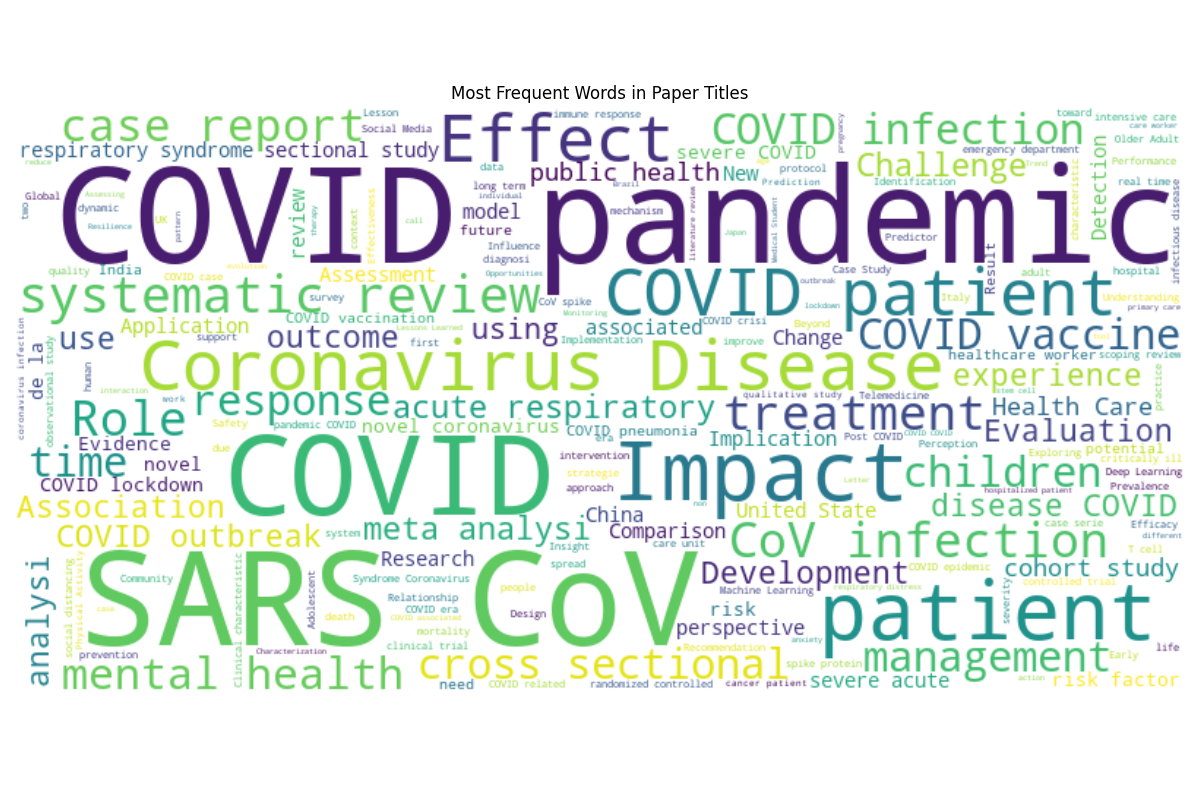 Most Frequent Words in Paper Titles
case report
Lesson
Social Media
Effect
immune response
COVID infection
toward
intensive care
care worker
Older Adult
pregnancy
respiratory syndrome
sectional study
severe COVID
emergency department
Challenge
Trend
Performance
reduce
data
public health
New
age
protocol
Prediction
Identification
real time
Global
Assessing
two
dynamic
Resilience
UK
pattern
COVID pandemic
review
therapy
context
Effectiveness
call
long term
individual
model
future
Brazil
mechanism
literature review
Japan
Medical Student
Predictor
characteristic
Detection
infectious disease
Influence
diagnosi
Opportunities
quality
India
COVID case
evolution
Assessment
Case Study
outbreak
Result
adult
hospital
systematic review
survey
CoV spike
Monitoring
COVID patient
lockdown
Italy
Understanding
primary care
COVID vaccination
Application
support
Lessons Learned
first
outcome
using
Implementation
associated
COVID crisi
improve
Beyond
Change
COVID vaccine
use
coronavirus infection
de la
observational study
human
Coronavirus Disease
healthcare worker
scoping review
experience
practice
interaction
work
stem cell
Role
response
acute respiratory
qualitative study
Telemedicine
treatment
Health Care
Safety
pandemic COVID
novel coronavirus
COVID pneumonia
era
Implication
Post COVID
COVID COVID
Perception
Evaluation
Evidence
due
time
novel
COVID lockdown
COVID
intervention
strategie
approach
Impact
Letter
non
Exploring
potential
critically ill
children
Deep Learning
Prevalence
hospitalized patient
Association
United State
disease COVID
COVID outbreak
system
meta analysi
China
Comparison
Insight
care unit
CoV infection
case serie
Efficacy
different
T cell
analysi
social distancing
Physical Activity
SARS CoV
Community
case
Clinical characteristic
Adolescent
Research
spread
Syndrome Coronavirus
Relationship
COVID era
COVID associated
death
mortality
clinical trial
people
Design
Development
Machine Learning
COVID epidemic
respiratory distress
cohort study
controlled trial
severity
risk
perspective
patient
anxiety
life
prevention
Characterization
Recommendation
spike protein
management
Early
mental health
cross sectional
need
COVID related
randomized controlled
cancer patient
severe acute
action
risk factor